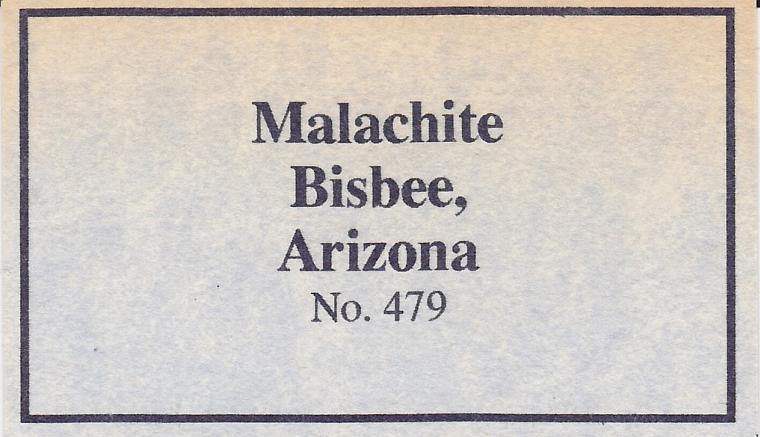 Malachite
Bisbee,
Arizona
No. 479